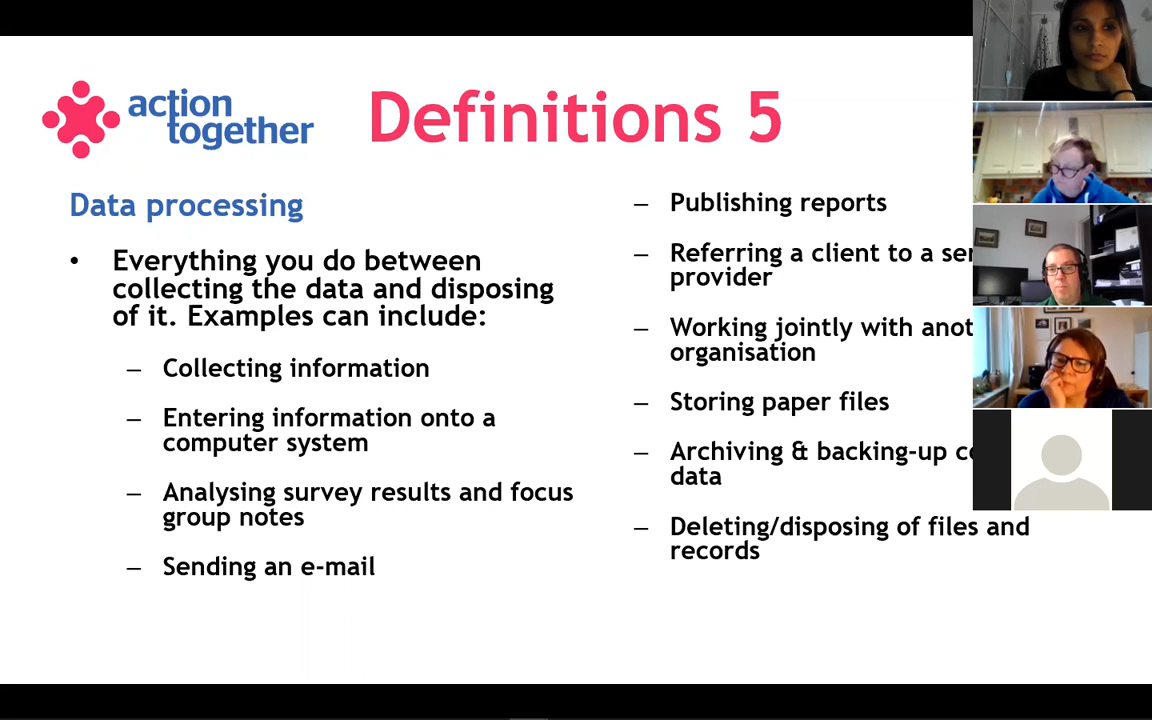 action
together
Definitions 5
Data processing
• Everything you do between
collecting the data and disposing
of it. Examples can include:
– Collecting information
– Entering information onto a
computer system
– Analysing survey results and focus
group notes
– Sending an e-mail
– Publishing reports
– Referring a client to a
provider
– Working jointly with
organisation
– Storing paper files
– Archiving & backing-up
data
– Deleting/disposing of files and
records